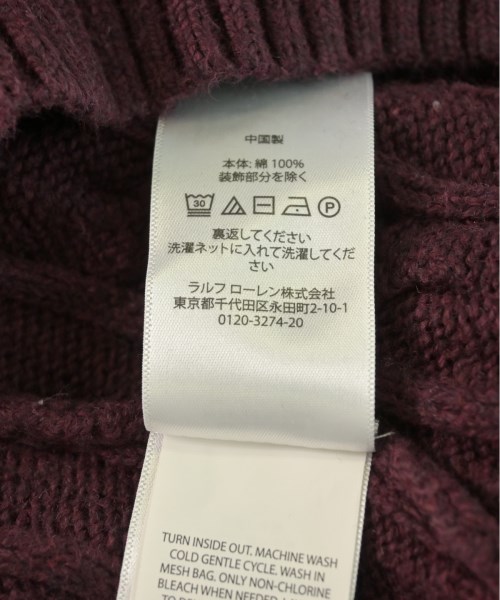 中国製
本体: 綿 100%
装飾部分を除く
30 P
裏返してください
洗濯ネットに入れて洗濯してくだ
さい
ラルフ ローレン株式会社
東京都千代田区永田町2-10-1
0120-3274-20
TURN INSIDE OUT. MACHINE WASH
COLD GENTLE CYCLE. WASH IN
MESH BAG. ONLY NON-CHLORINE
BLEACH WHEN NEEDED